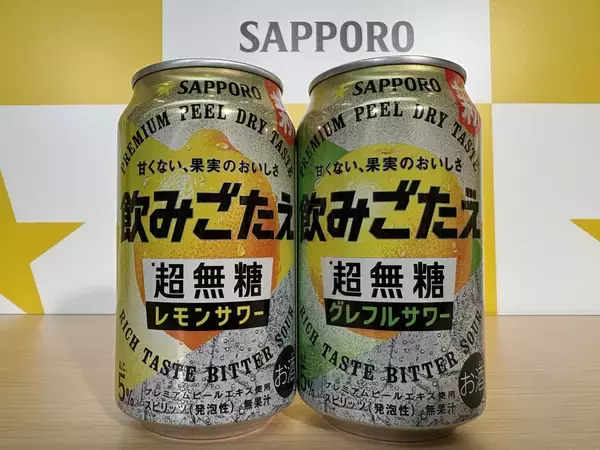 SAPPORO
SAPPORO
PREMIUM PEEL DRY TASTE
甘くない、果実のおいしさ
飲みごたえ
超無糖
レモンサワー
RICH TASTE BITTER SOUR
ALC.
5%
プレミアムピールエキス使用
スピリッツ(発泡性) 無果汁
お酒
SAPPORO
PREMIUM PEEL DRY TASTE
甘くない、果実のおいしさ
飲みごたえ
超無糖
グレフルサワー
RICH TASTE BITTER SOUR
5%
プレミアムピールエキス使用
スピリッツ(発泡性) 無果汁
お酒